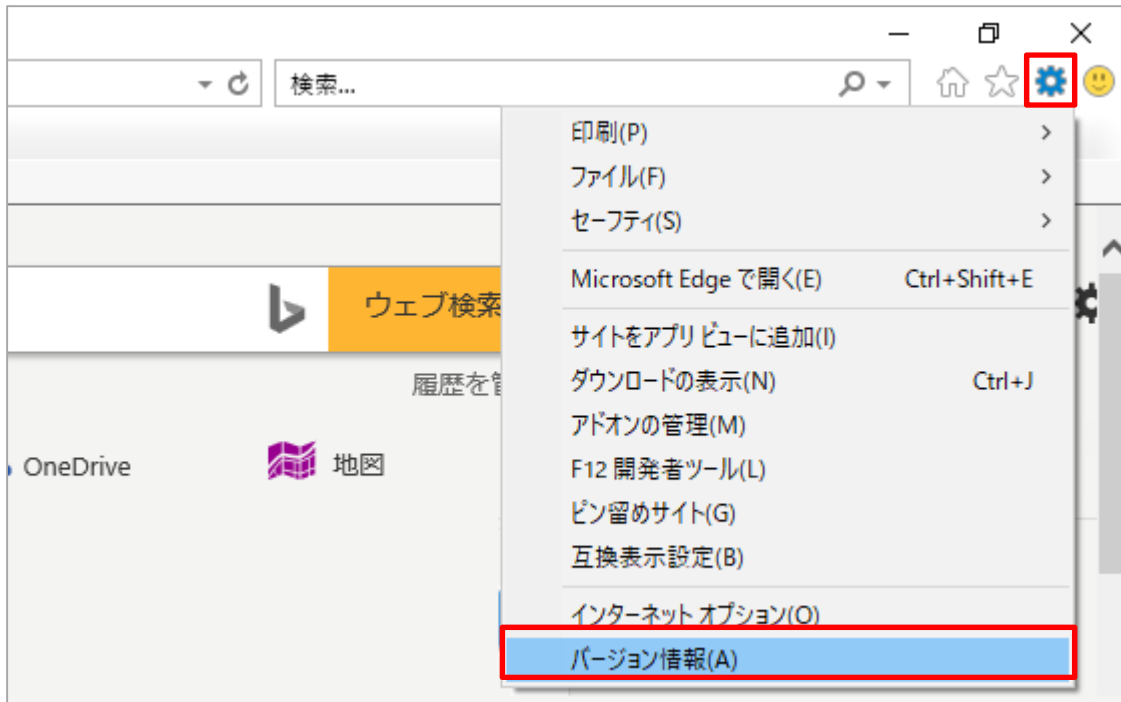 検索...
印刷(P)
ファイル(F)
セーフティ(S)
Microsoft Edge で開く(E) Ctrl+Shift+E
ウェブ検索
サイトをアプリ ビューに追加(I)
履歴を
ダウンロードの表示(N) Ctrl+J
アドオンの管理(M)
OneDrive
地図
F12 開発者ツール(L)
ピン留めサイト(G)
互換表示設定(B)
インターネット オプション(O)
バージョン情報(A)